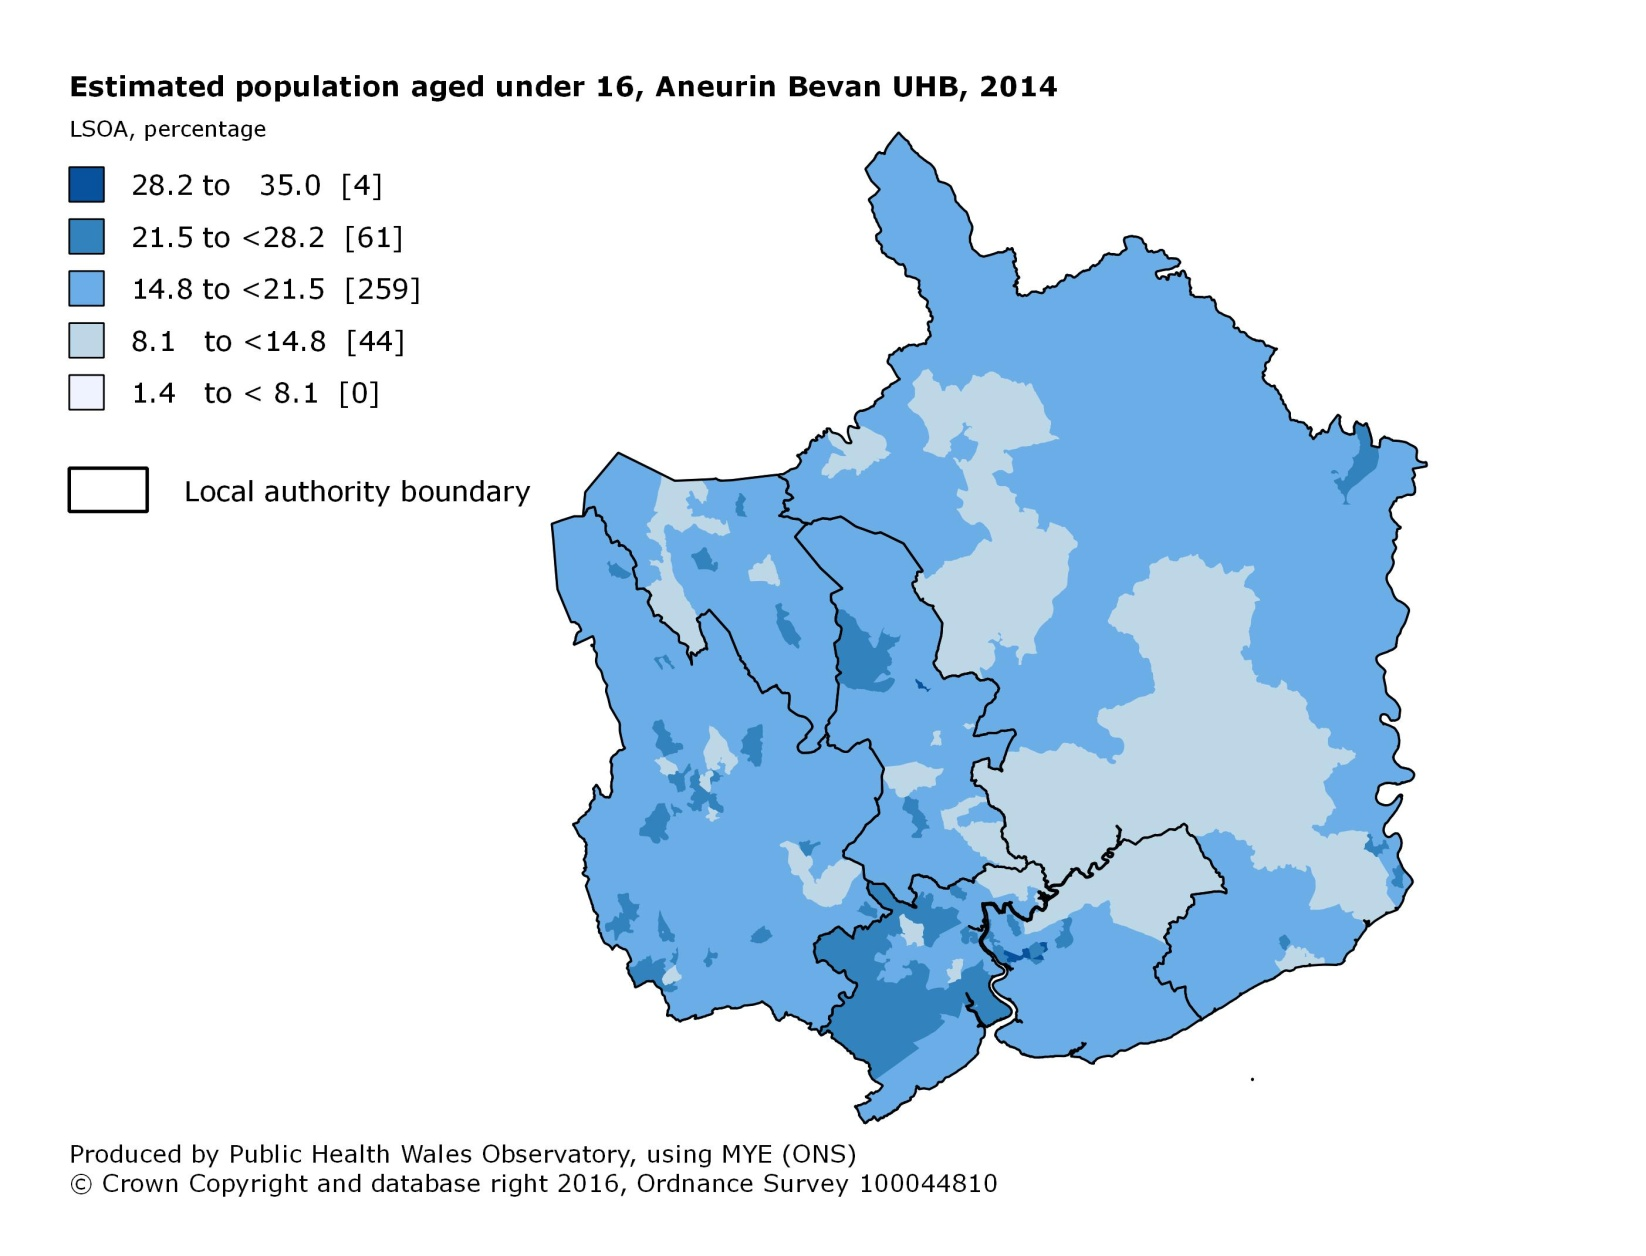 Estimated population aged under 16, Aneurin Bevan UHB, 2014
LSOA, percentage
28.2 to 35.0 [4]
21.5 to <28.2 [61]
14.8 to <21.5 [259]
8.1 to <14.8 [44]
1.4 to < 8.1 [0]
Local authority boundary
Produced by Public Health Wales Observatory, using MYE (ONS)
© Crown Copyright and database right 2016, Ordnance Survey 100044810